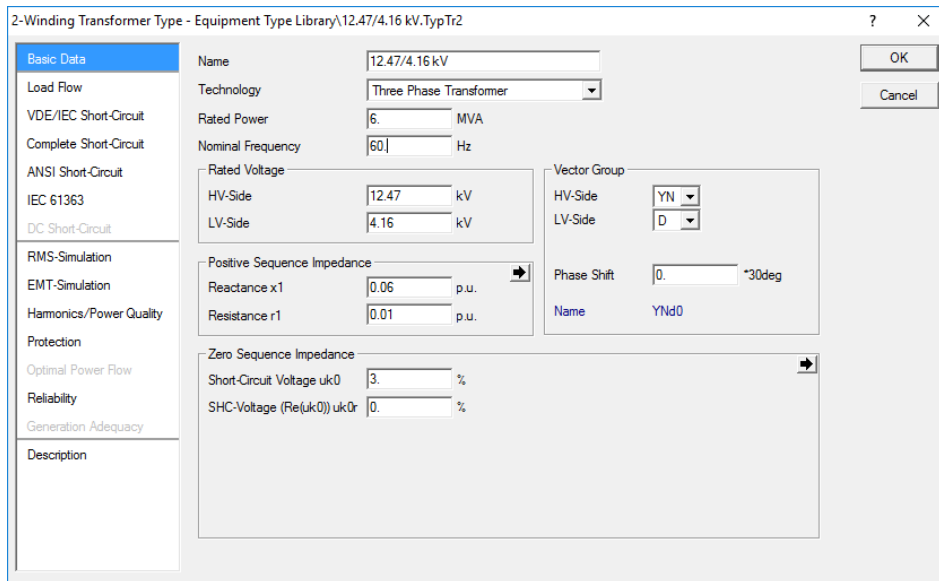 2-Winding Transformer Type - Equipment Type Library\12.47/4.16 kV.TypTr2 ?
Basic Data
Load Flow
VDE/IEC Short-Circuit
Complete Short-Circuit
ANSI Short-Circuit
IEC 61363
DC Short-Circuit
RMS-Simulation
EMT-Simulation
Harmonics/Power Quality
Protection
Optimal Power Flow
Reliability
Generation Adequacy
Description
Name 12.47/4.16 kV
Technology Three Phase Transformer
Rated Power 6. MVA
Nominal Frequency 60. Hz
Rated Voltage
HV-Side 12.47 kV
LV-Side 4.16 kV
Positive Sequence Impedance
Reactance x1 0.06 p.u.
Resistance r1 0.01 p.u.
Vector Group
HV-Side YN
LV-Side D
Phase Shift 0. *30deg
Name YNd0
Zero Sequence Impedance
Short-Circuit Voltage uk0 3. %
SHC-Voltage (Re(uk0)) uk0r 0. %
OK
Cancel